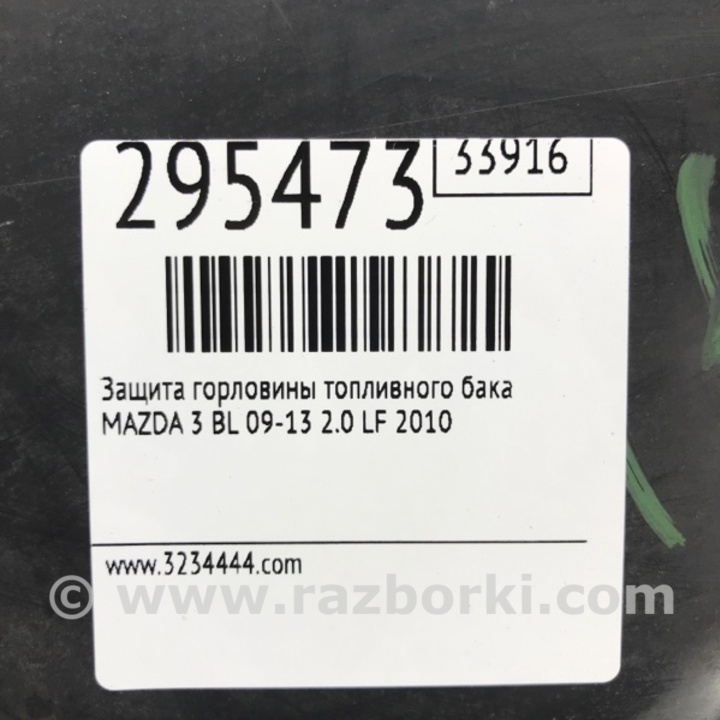 295473
33916
Защита горловины топливного бака
MAZDA 3 BL 09-13 2.0 LF 2010
www.3234444.com
© www.razborki.com